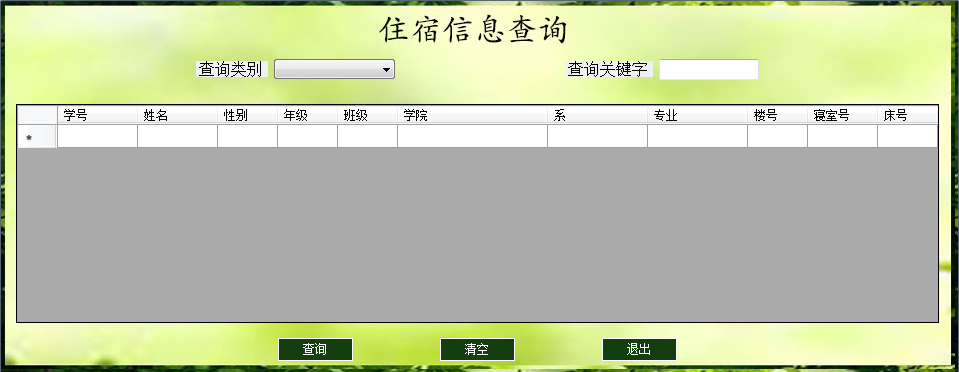 住宿信息查询
查询类别 查询关键字
学号 姓名 性别 年级 班级 学院 系 专业 楼号 寝室号 床号
*
查询 清空 退出